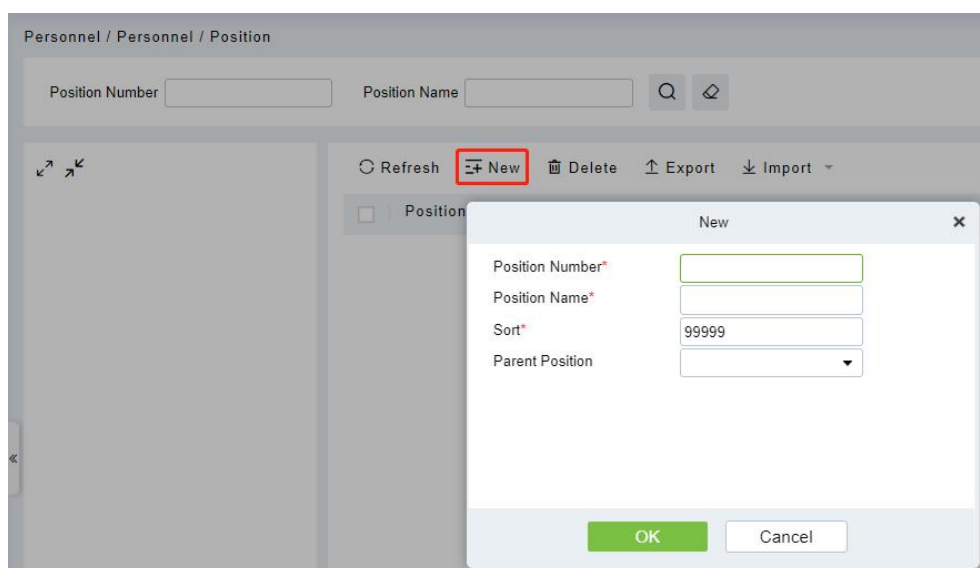 Personnel / Personnel / Position
Position Number Position Name
Refresh New Delete Export Import
Position
New
Position Number*
Position Name*
Sort* 99999
Parent Position
OK Cancel